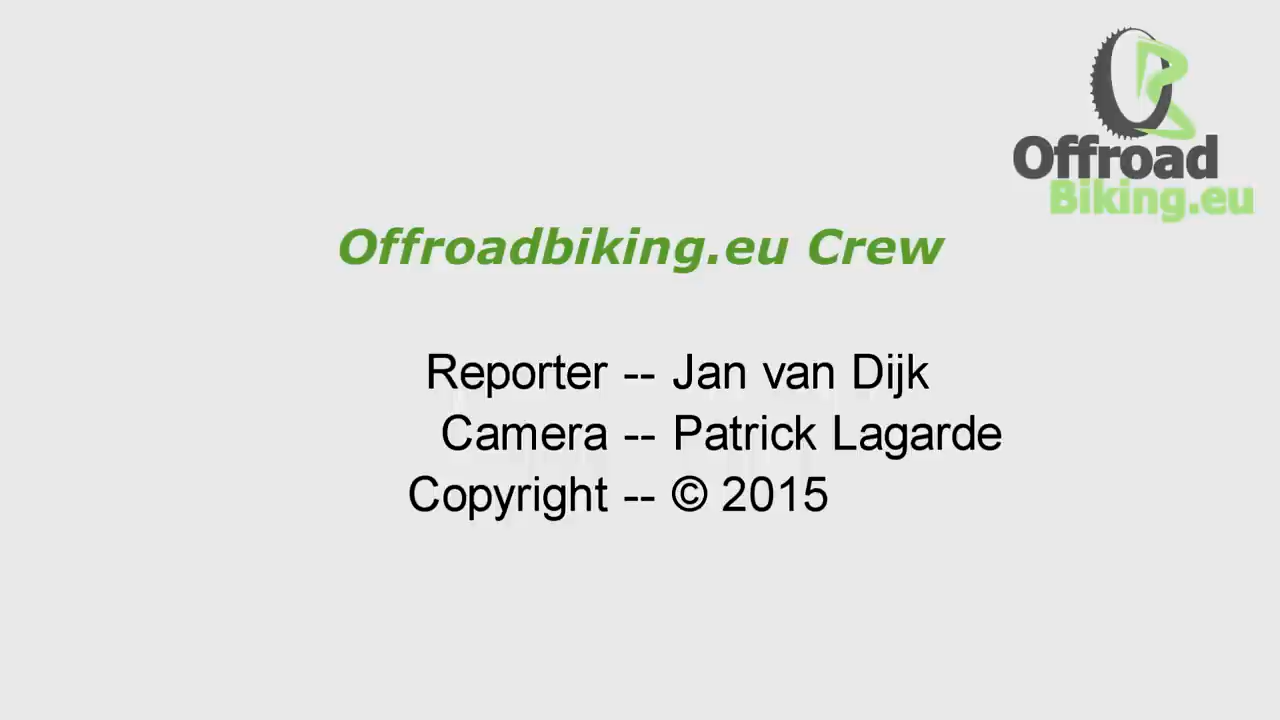 Offroad
Biking.eu
Offroadbiking.eu Crew
Reporter -- Jan van Dijk
Camera -- Patrick Lagarde
Copyright -- © 2015